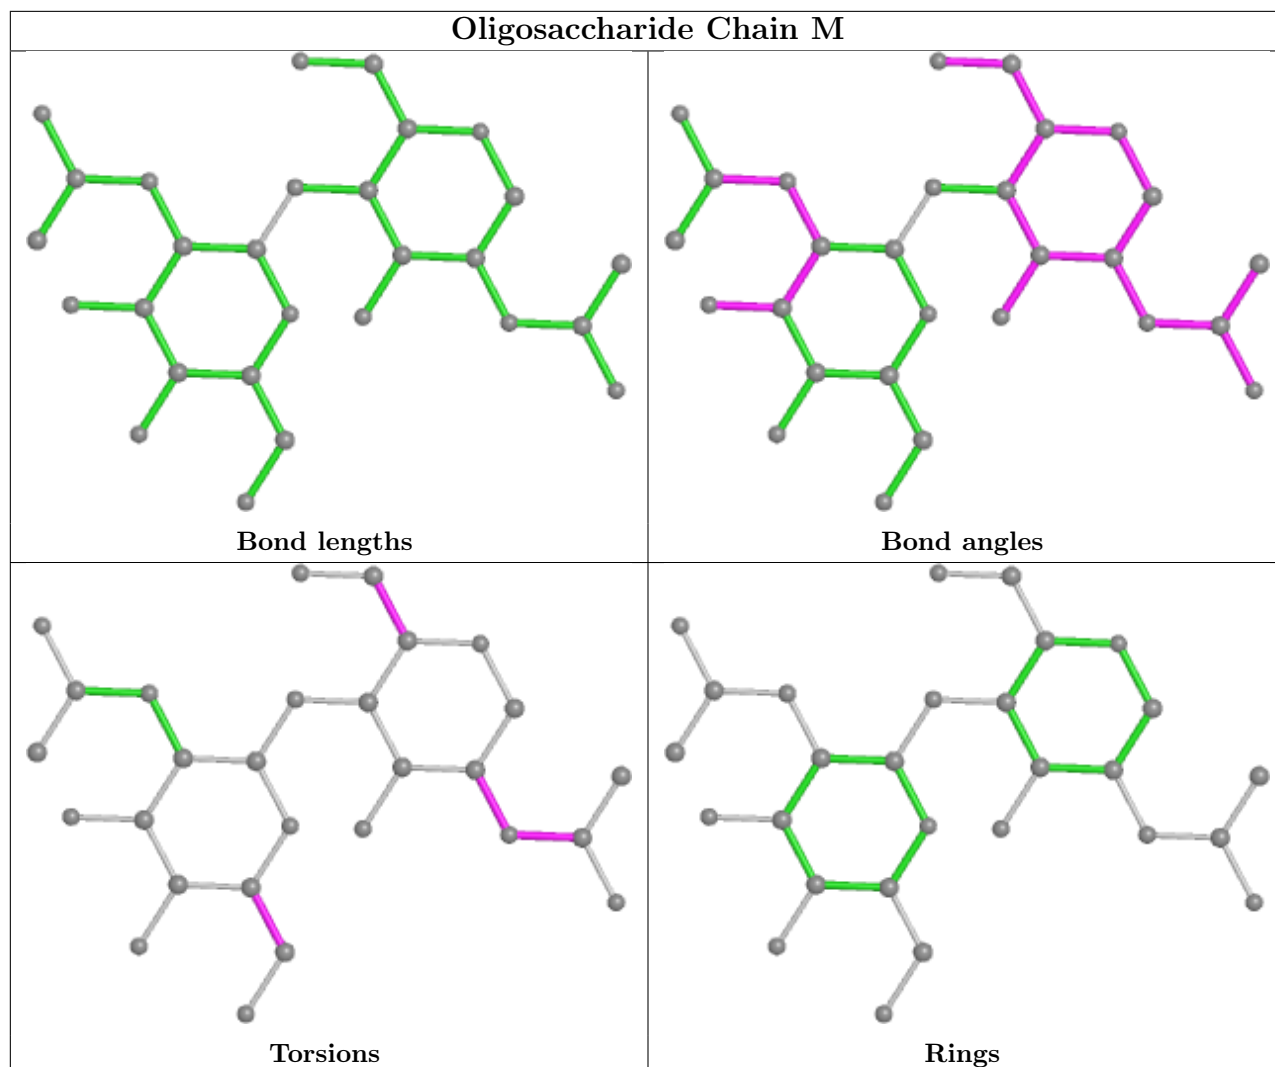 Oligosaccharide Chain M
Bond lengths
Bond angles
Torsions
Rings